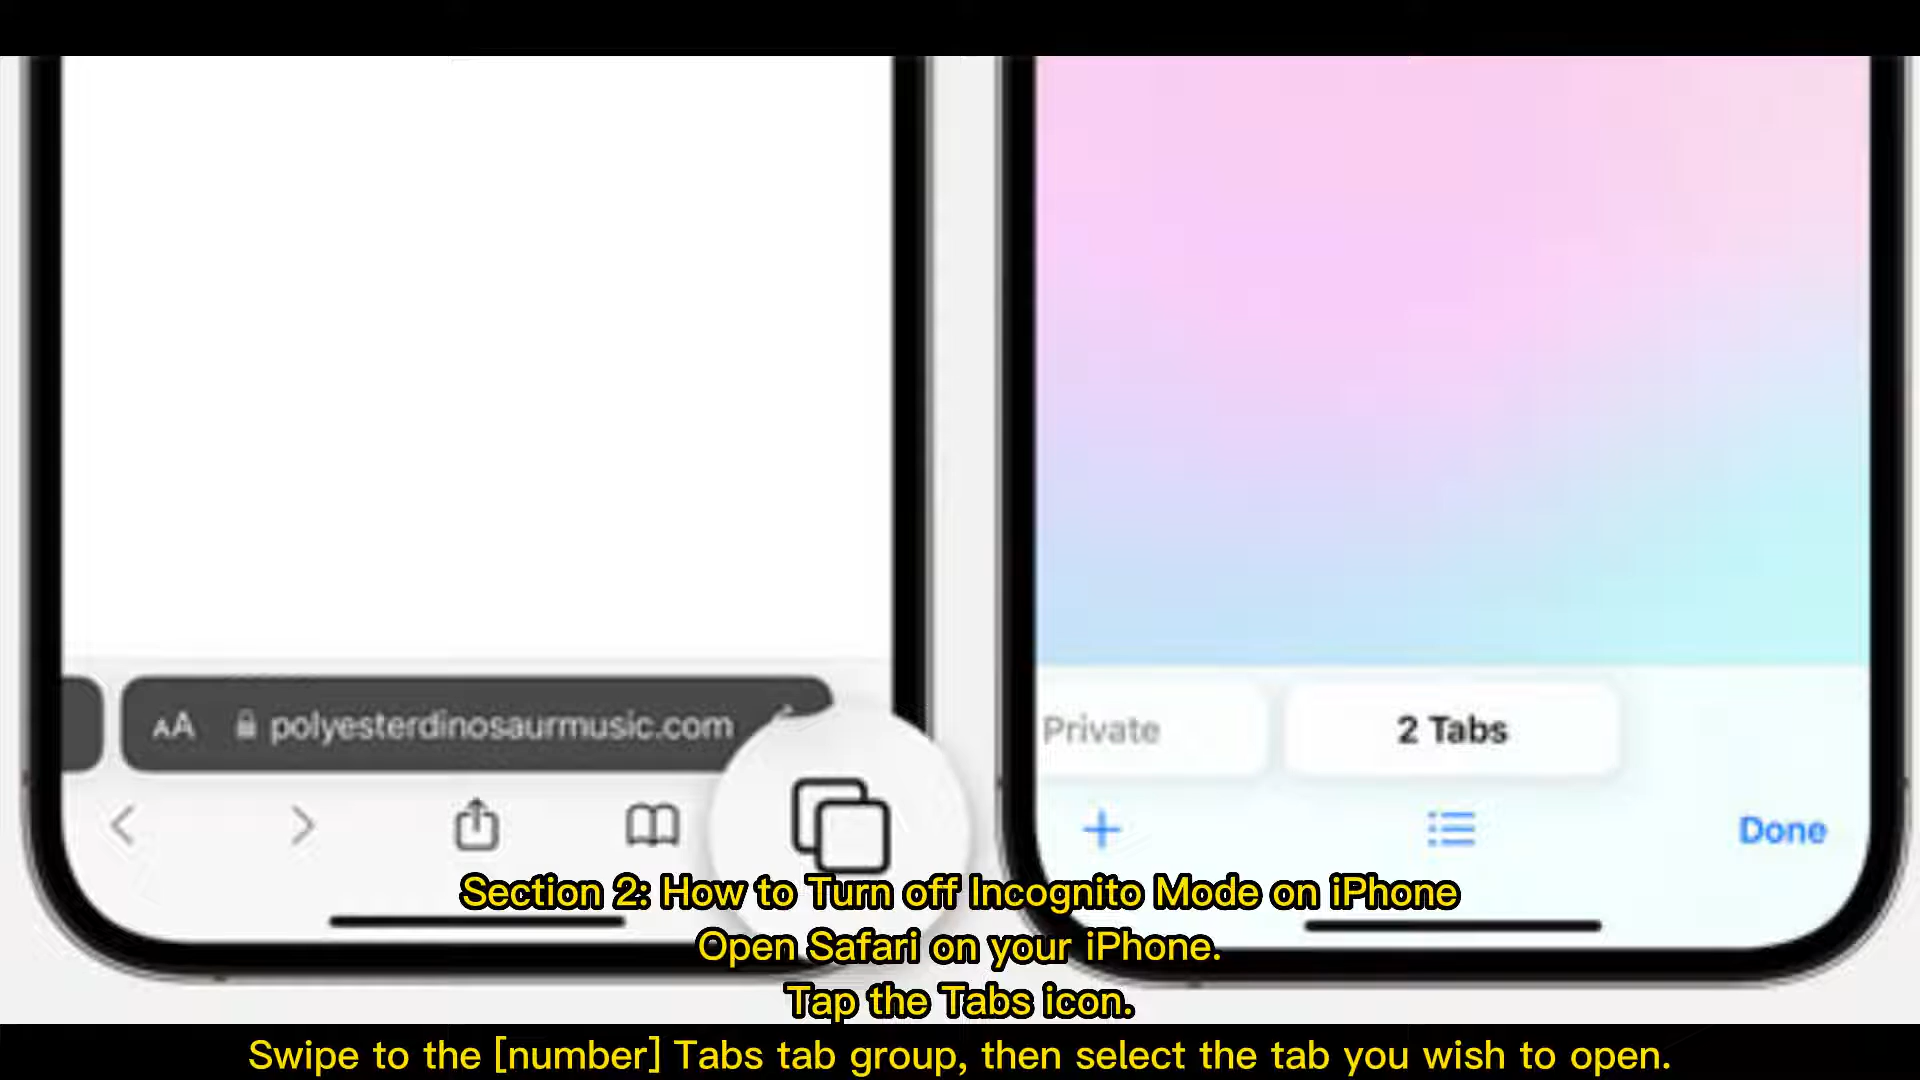 AA polyesterdinosaurmusic.com
Private
2 Tabs
Done
Section 2: How to Turn off Incognito Mode on iPhone
Open Safari on your iPhone.
Tap the Tabs icon.
Swipe to the [number] Tabs tab group, then select the tab you wish to open.